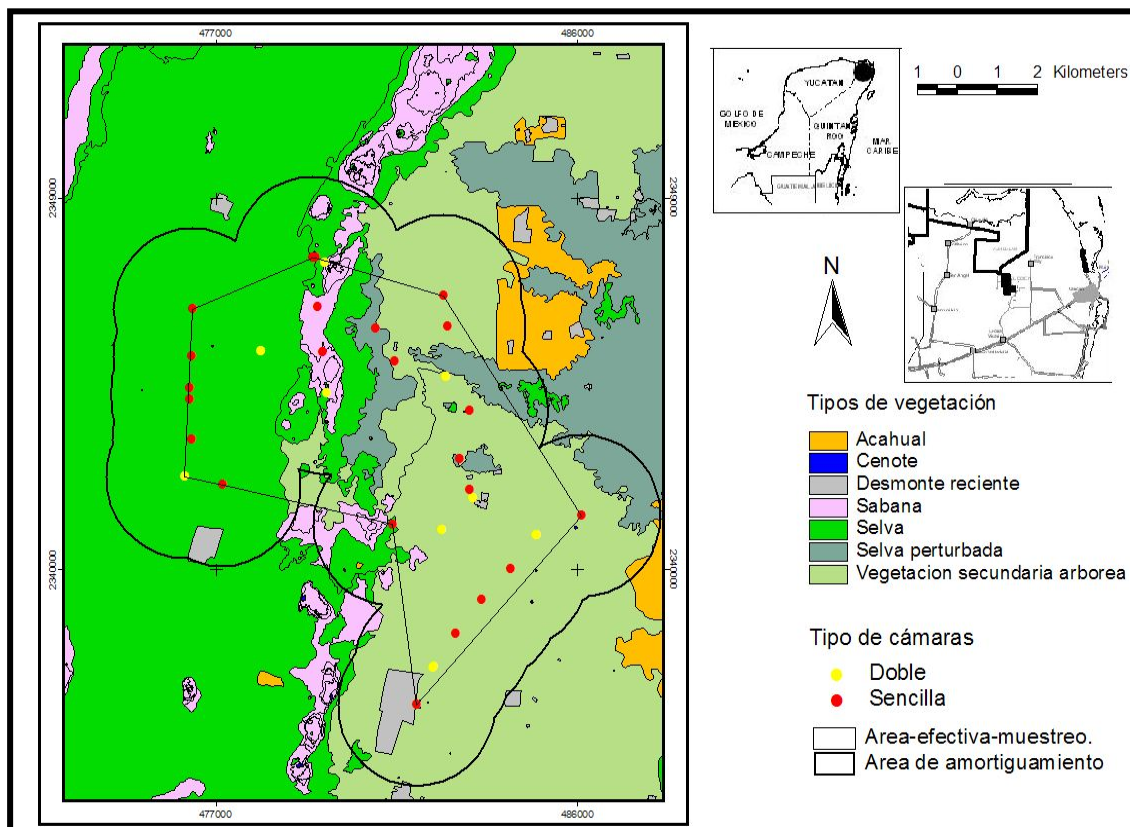 477000
486000
2349000
2349000
2340000
2340000
477000
486000
YUCATAN
GOLFO DE
MEXICO
QUINTAN
ROO
MAR
CARIBE
CAMPECHE
GUATEMALA
1 0 1 2 Kilometers
N
Tipos de vegetación
Acahual
Cenote
Desmonte reciente
Sabana
Selva
Selva perturbada
Vegetacion secundaria arborea
Tipo de cámaras
Doble
Sencilla
Area-efectiva-muestreo.
Area de amortiguamiento